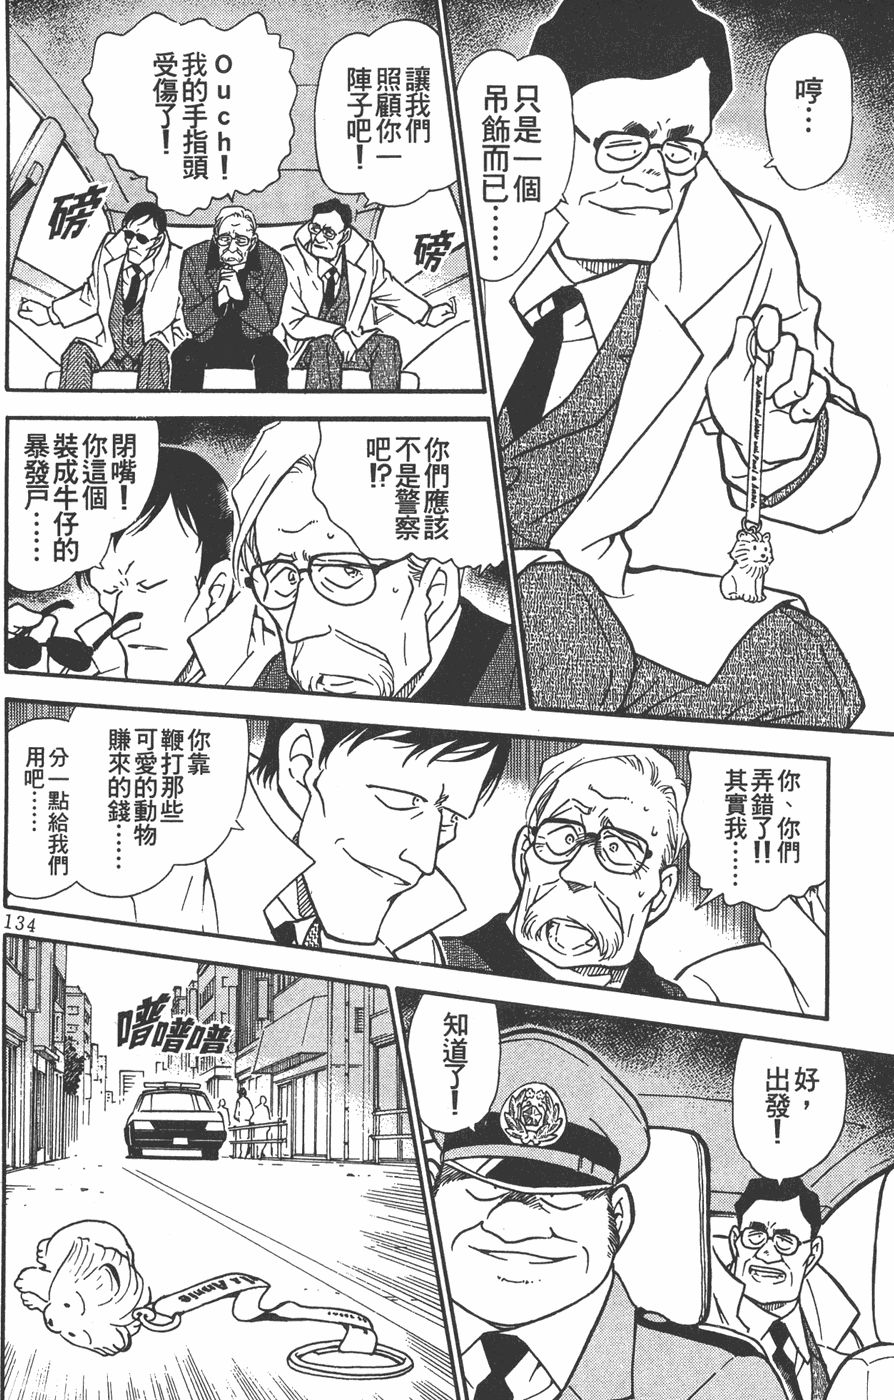 哼…
只是一個
吊飾而已……
讓我們
照顧你一
陣子吧！
Ouch！
我的手指頭
受傷了！
磅
磅
你們應該
不是警察
吧!?
閉嘴！
你這個
裝成牛仔的
暴發戶……
你、你們
弄錯了!!
其實我……
你靠
鞭打那些
可愛的動物
賺來的錢……
分一點給我們
用吧……
好，
出發！
知道了！
噜噜噜
134